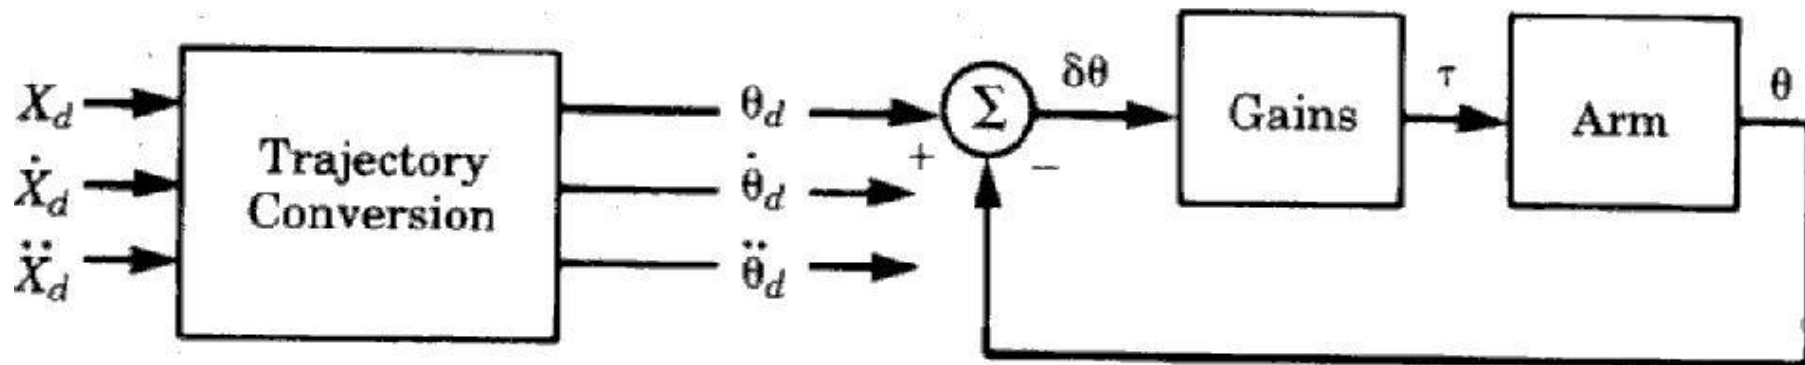 X_d
Ẋ_d
Ẍ_d
Trajectory
Conversion
θ_d
θ̇_d
θ̈_d
+
Σ
−
δθ
Gains
τ
Arm
θ